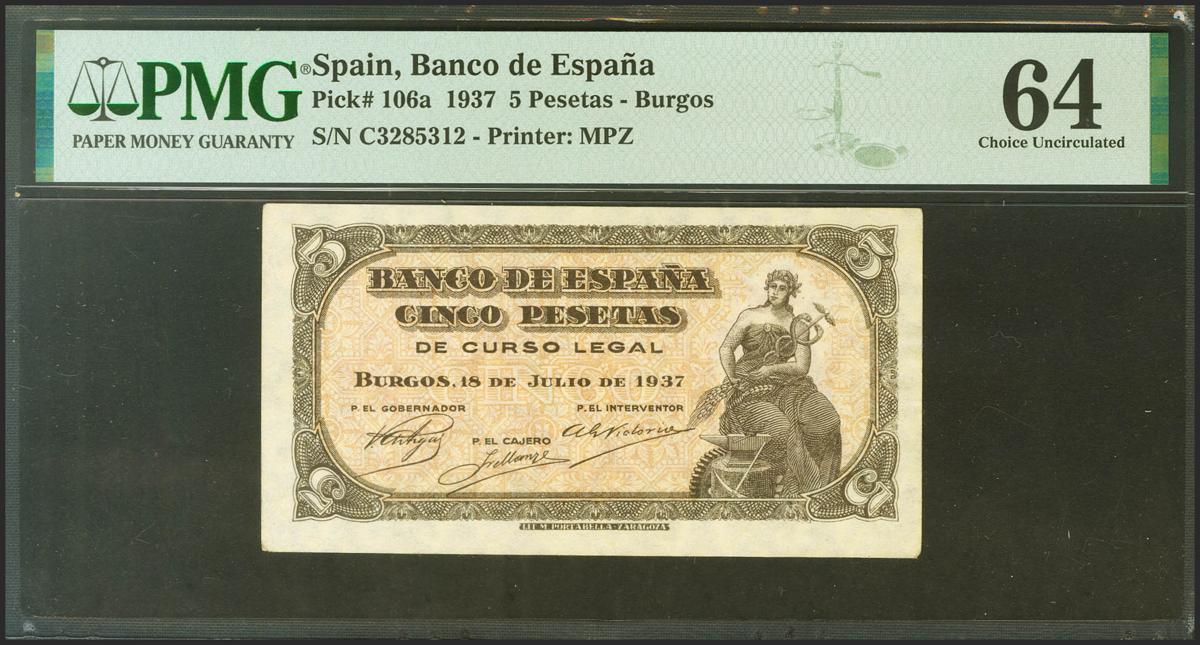 PMG®
PAPER MONEY GUARANTY
Spain, Banco de España
Pick# 106a 1937 5 Pesetas - Burgos
S/N C3285312 - Printer: MPZ
64
Choice Uncirculated
5 5
BANCO DE ESPAÑA
CINCO PESETAS
DE CURSO LEGAL
BURGOS, 18 DE JULIO DE 1937
P. EL GOBERNADOR P. EL INTERVENTOR
P. EL CAJERO
5 5
LIT. M. PORTABELLA-ZARAGOZA